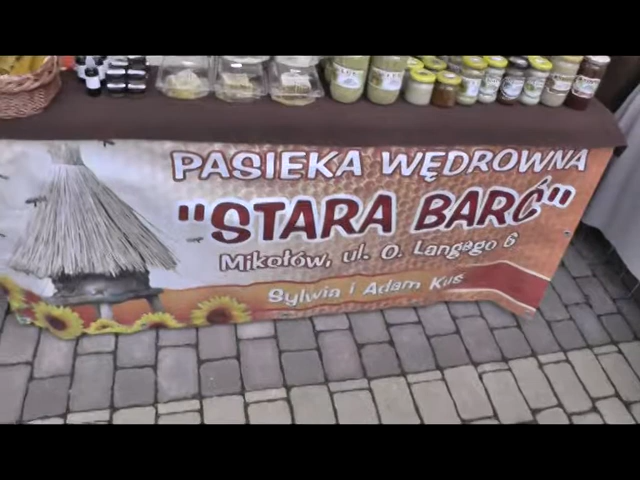 PASIEKA WĘDROWNA
"STARA BARĆ"
Mikołów, ul. O. Langego 6
Sylwia i Adam Kus